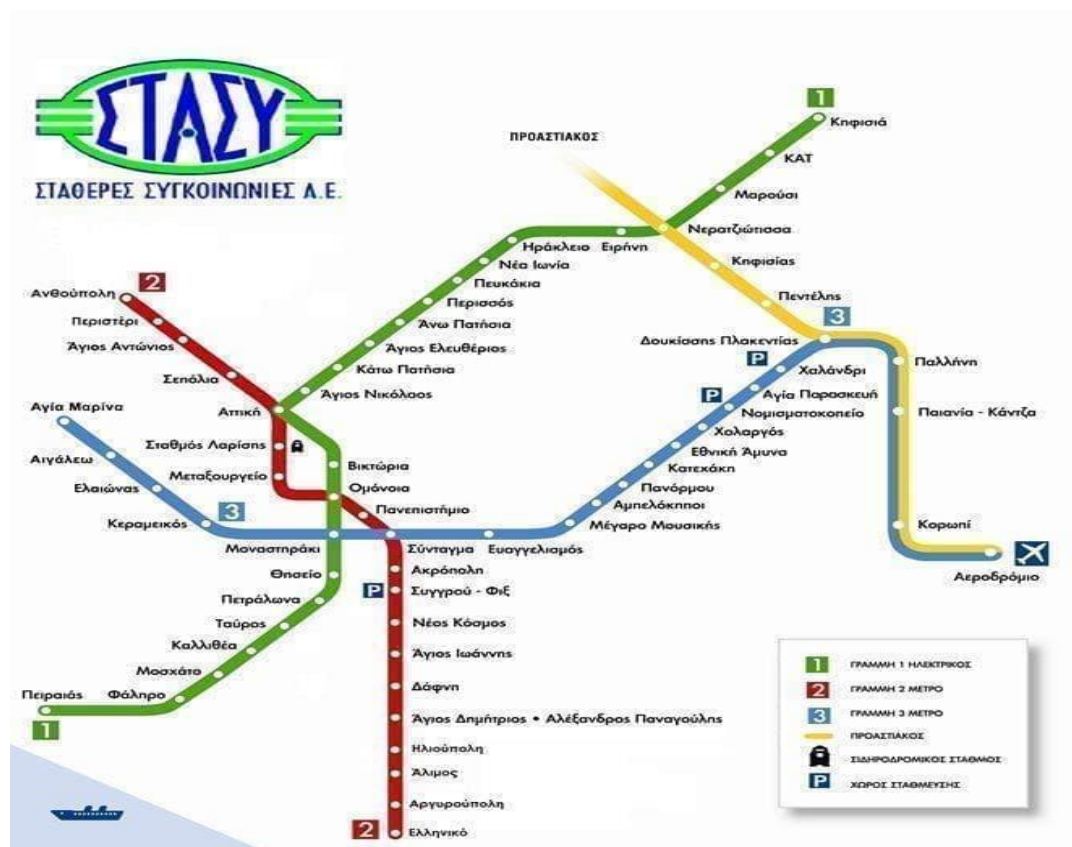 ΣΤΑΣΥ
ΣΤΑΘΕΡΕΣ ΣΥΓΚΟΙΝΩΝΙΕΣ Α.Ε.
ΠΡΟΑΣΤΙΑΚΟΣ
1
Κηφισιά
ΚΑΤ
Μαρούσι
Νερατζιώτισσα
Ηράκλειο
Ειρήνη
Νέα Ιωνία
Πευκάκια
Περισσός
Άνω Πατήσια
Άγιος Ελευθέριος
Κάτω Πατήσια
Άγιος Νικόλαος
Κηφισίας
Πεντέλης
3
Δουκίσσης Πλακεντίας
2
Ανθούπολη
Περιστέρι
Άγιος Αντώνιος
Σεπόλια
Αττική
Σταθμός Λαρίσης
Μεταξουργείο
Αγία Μαρίνα
Αιγάλεω
Ελαιώνας
Κεραμεικός
3
Βικτώρια
Ομόνοια
Πανεπιστήμιο
Μοναστηράκι
Σύνταγμα
Ευαγγελισμός
Μέγαρο Μουσικής
Αμπελόκηποι
Πανόρμου
Κατεχάκη
Εθνική Άμυνα
Χολαργός
Νομισματοκοπείο
P
Αγία Παρασκευή
P
Χαλάνδρι
Παλλήνη
Παιανία - Κάντζα
Κορωπί
Αεροδρόμιο
Θησείο
Πετράλωνα
Ταύρος
Καλλιθέα
Μοσχάτο
Φάληρο
Πειραιάς
1
Ακρόπολη
P
Συγγρού - Φιξ
Νέος Κόσμος
Άγιος Ιωάννης
Δάφνη
Άγιος Δημήτριος • Αλέξανδρος Παναγούλης
Ηλιούπολη
Άλιμος
Αργυρούπολη
2
Ελληνικό
1 ΓΡΑΜΜΗ 1 ΗΛΕΚΤΡΙΚΟΣ
2 ΓΡΑΜΜΗ 2 ΜΕΤΡΟ
3 ΓΡΑΜΜΗ 3 ΜΕΤΡΟ
ΠΡΟΑΣΤΙΑΚΟΣ
ΣΙΔΗΡΟΔΡΟΜΙΚΟΣ ΣΤΑΘΜΟΣ
P ΧΩΡΟΣ ΣΤΑΘΜΕΥΣΗΣ